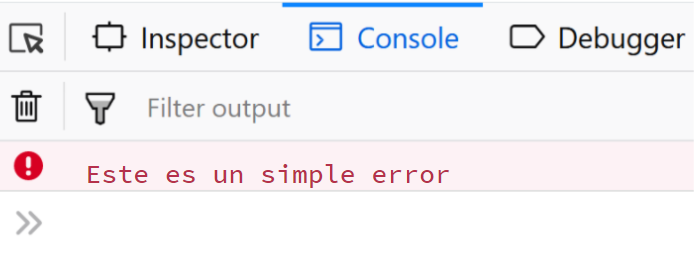 Inspector Console Debugger
Filter output
Este es un simple error